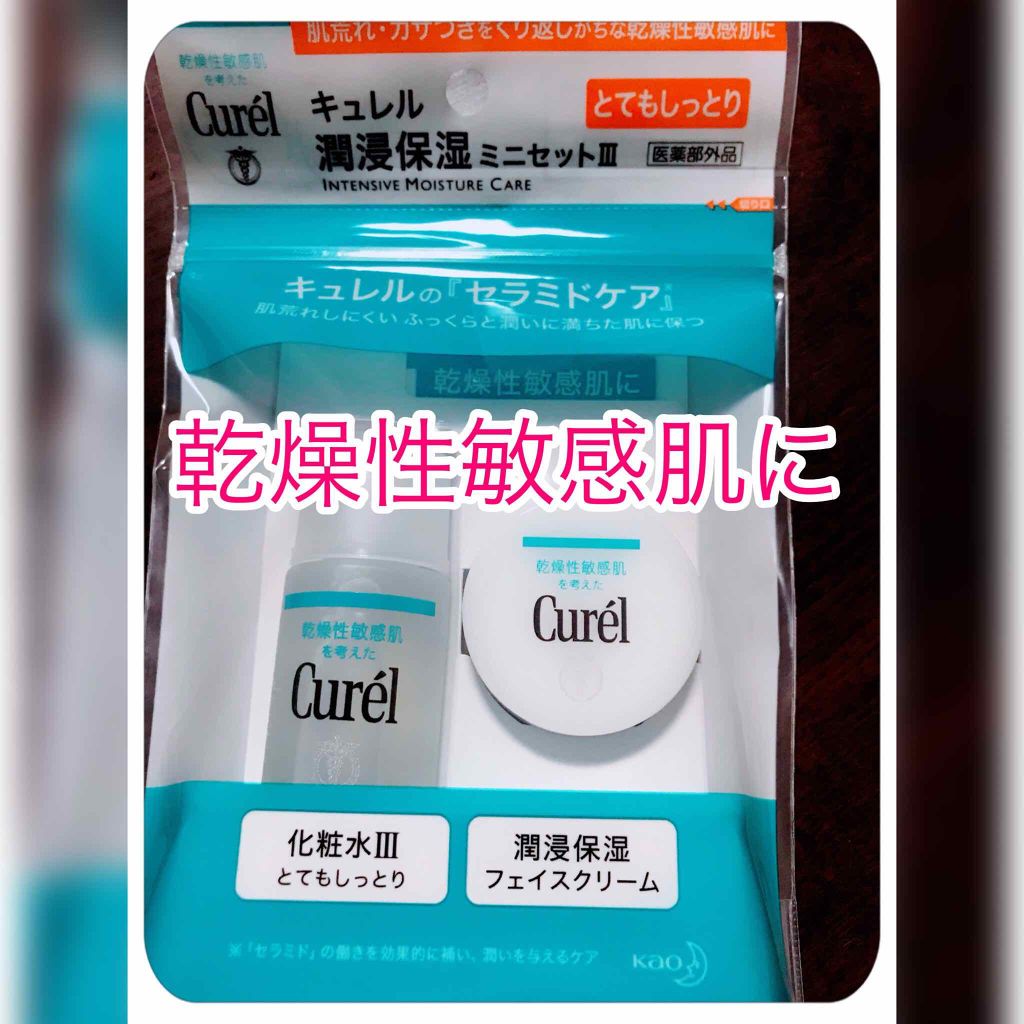 肌荒れ・カサつきをくり返しがちな乾燥性敏感肌に
乾燥性敏感肌
を考えた
Curél
キュレル
とてもしっとり
潤浸保湿 ミニセットⅢ
医薬部外品
INTENSIVE MOISTURE CARE
切り口
キュレルの『セラミドケア※』
肌荒れしにくい ふっくらと潤いに満ちた肌に保つ
乾燥性敏感肌に
乾燥性敏感肌に
乾燥性敏感肌
を考えた
Curél
乾燥性敏感肌
を考えた
Curél
化粧水Ⅲ
とてもしっとり
潤浸保湿
フェイスクリーム
※「セラミド」の働きを効果的に補い、潤いを与えるケア
Kao